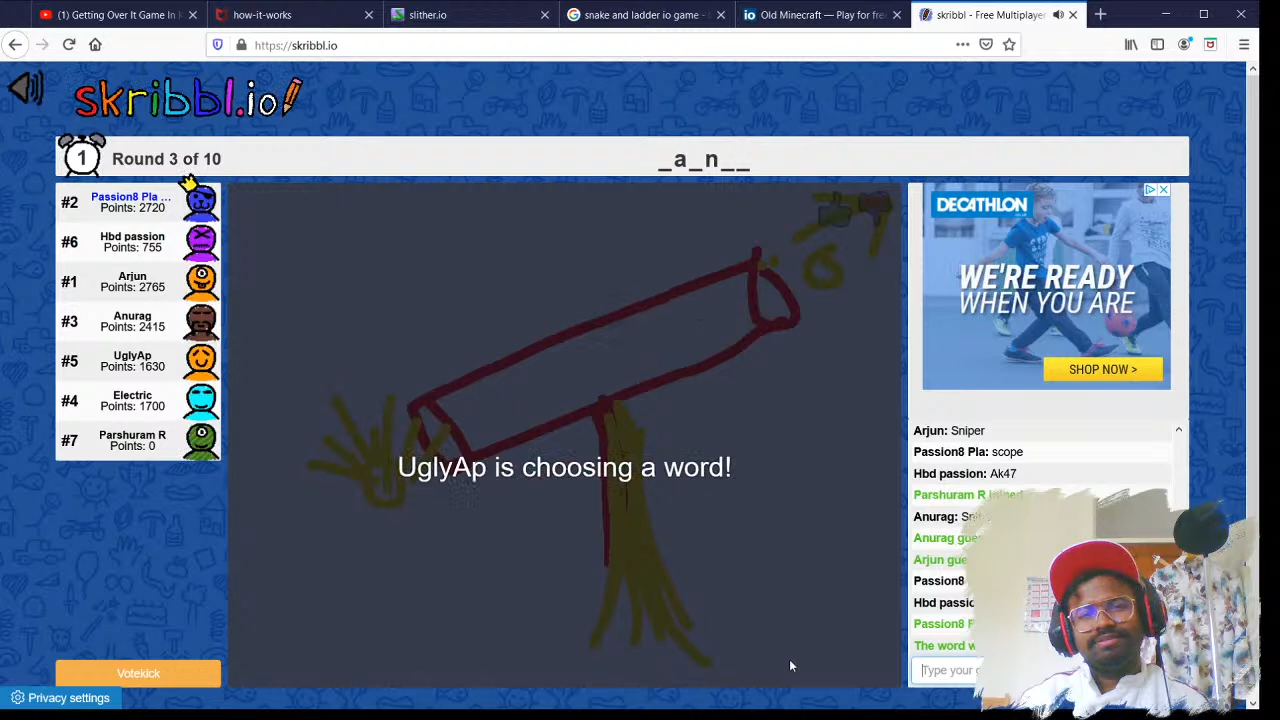 (1) Getting Over It Game In
how-it-works
slither.io
snake and ladder io game -
Old Minecraft — Play for free
skribbl - Free Multiplayer
https://skribbl.io
skribbl.io
1
Round 3 of 10
_a_n__
#2 Passion8 Pla ...
Points: 2720
#6 Hbd passion
Points: 755
#1 Arjun
Points: 2765
#3 Anurag
Points: 2415
#5 UglyAp
Points: 1630
#4 Electric
Points: 1700
#7 Parshuram R
Points: 0
UglyAp is choosing a word!
DECATHLON
WE'RE READY
WHEN YOU ARE
SHOP NOW >
Arjun: Sniper
Passion8 Pla: scope
Hbd passion: Ak47
Parshuram R joined
Anurag:
Anurag
Arjun
Passion8
Hbd
Passion8
The word
Type your
Votekick
Privacy settings